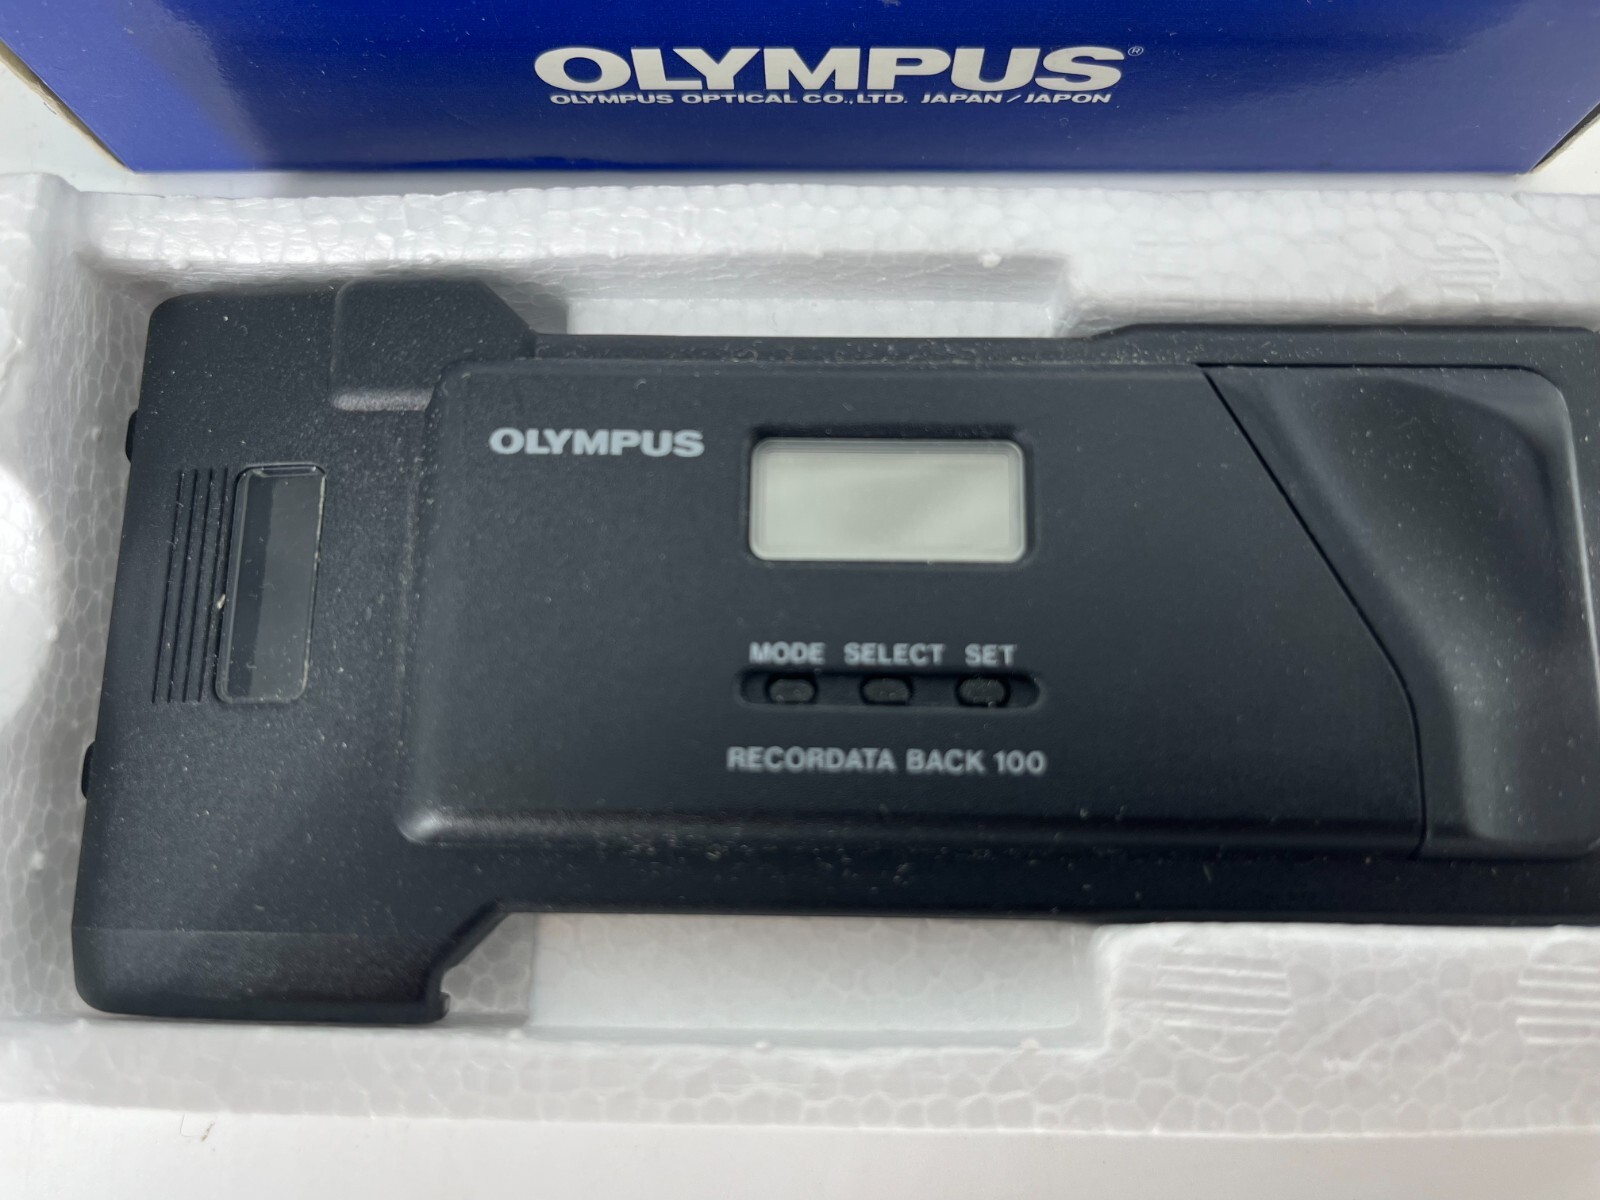 OLYMPUS®
OLYMPUS OPTICAL CO.,LTD. JAPAN/JAPON
OLYMPUS
MODE SELECT SET
RECORDATA BACK 100